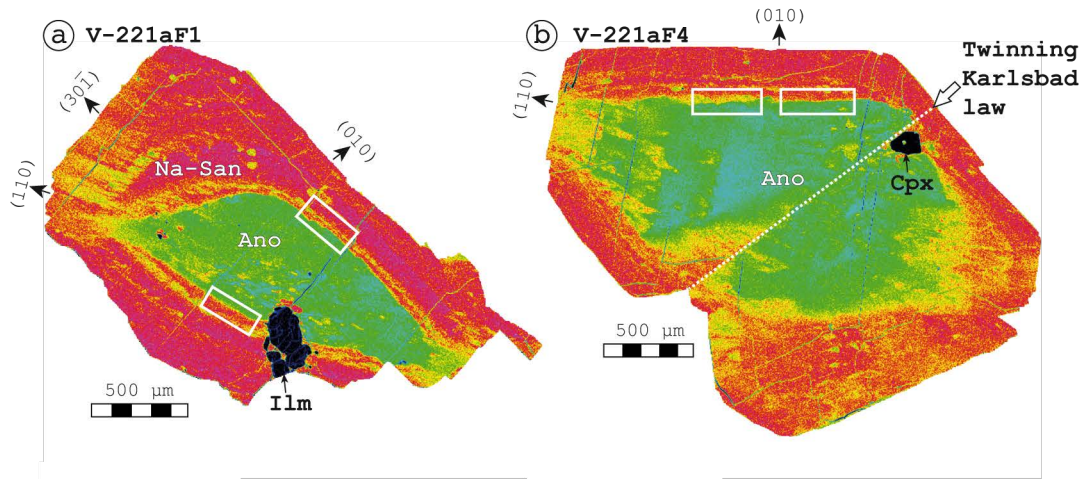 ⓐ V-221aF1
(301̅)
(010)
(110)
Na-San
Ano
500 µm
Ilm
ⓑ V-221aF4
(010)
(110)
Twinning
Karlsbad
law
Ano
Cpx
500 µm